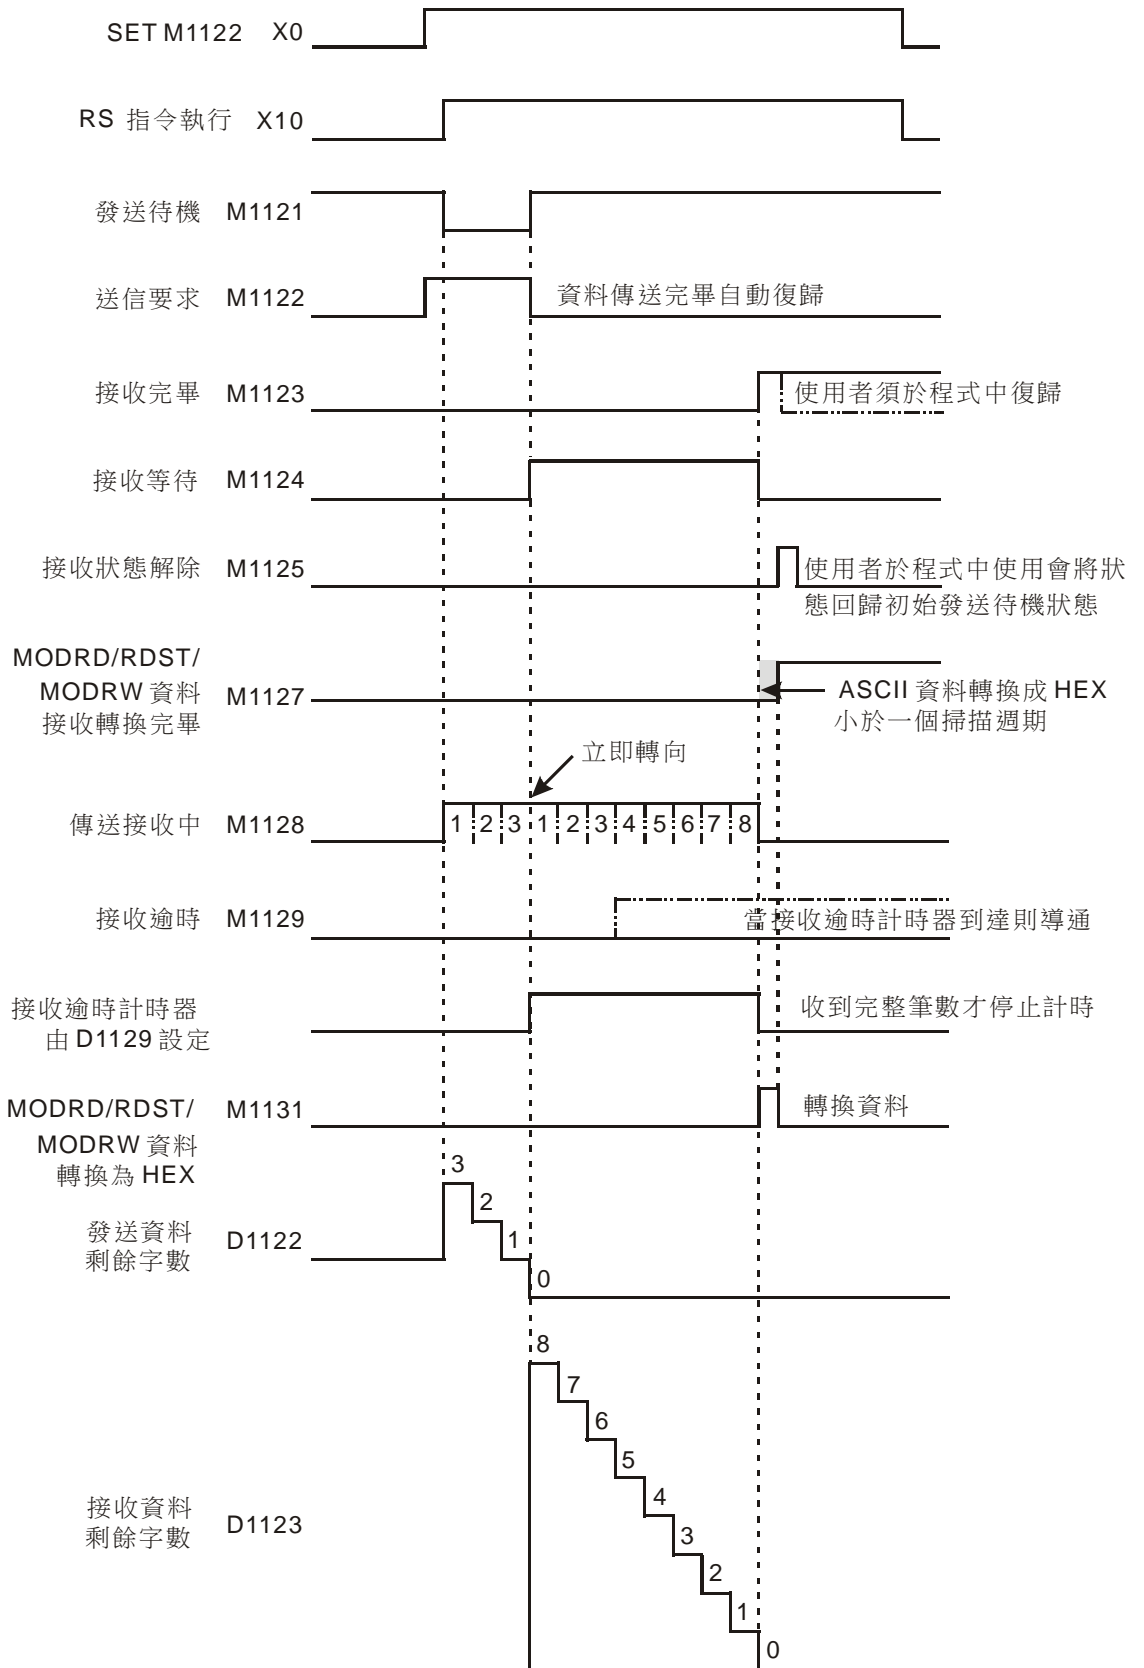 SET M1122 X0
RS 指令執行 X10
發送待機 M1121
送信要求 M1122 資料傳送完畢自動復歸
接收完畢 M1123 使用者須於程式中復歸
接收等待 M1124
接收狀態解除 M1125 使用者於程式中使用會將狀
態回歸初始發送待機狀態
MODRD/RDST/
MODRW 資料 M1127 ASCII 資料轉換成 HEX
接收轉換完畢 小於一個掃描週期
立即轉向
傳送接收中 M1128 1 2 3 1 2 3 4 5 6 7 8
接收逾時 M1129 當接收逾時計時器到達則導通
接收逾時計時器 收到完整筆數才停止計時
由 D1129 設定
MODRD/RDST/ M1131 轉換資料
MODRW 資料
轉換為 HEX
3
2
發送資料 D1122 1
剩餘字數
0
8
7
6
5
4
接收資料 D1123
剩餘字數 3
2
1
0